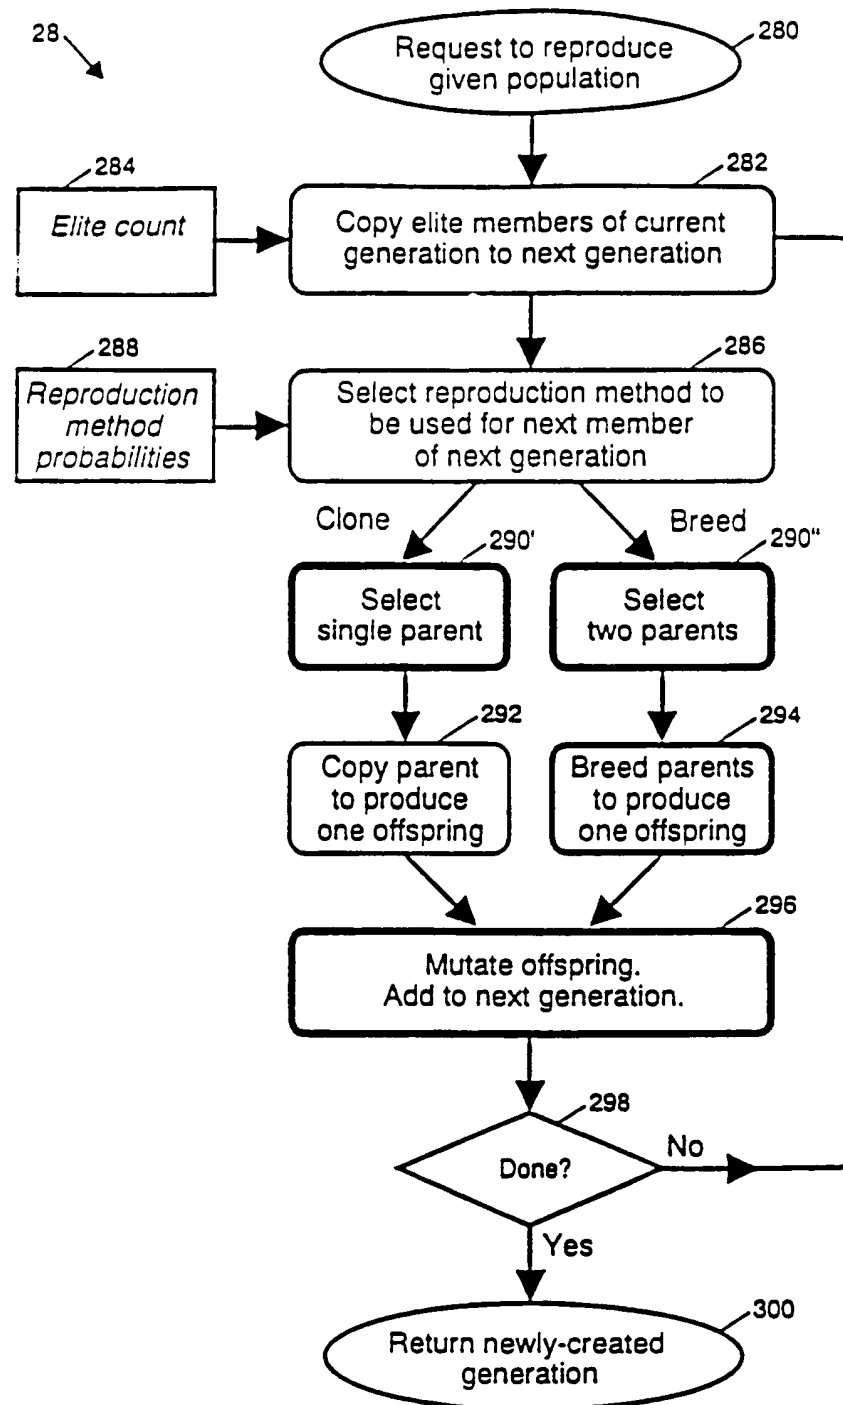 28
Request to reproduce
given population
280
284
Elite count
282
Copy elite members of current
generation to next generation
288
Reproduction
method
probabilities
286
Select reproduction method to
be used for next member
of next generation
Clone
Breed
290'
Select
single parent
290"
Select
two parents
292
Copy parent
to produce
one offspring
294
Breed parents
to produce
one offspring
296
Mutate offspring.
Add to next generation.
298
Done?
No
Yes
300
Return newly-created
generation